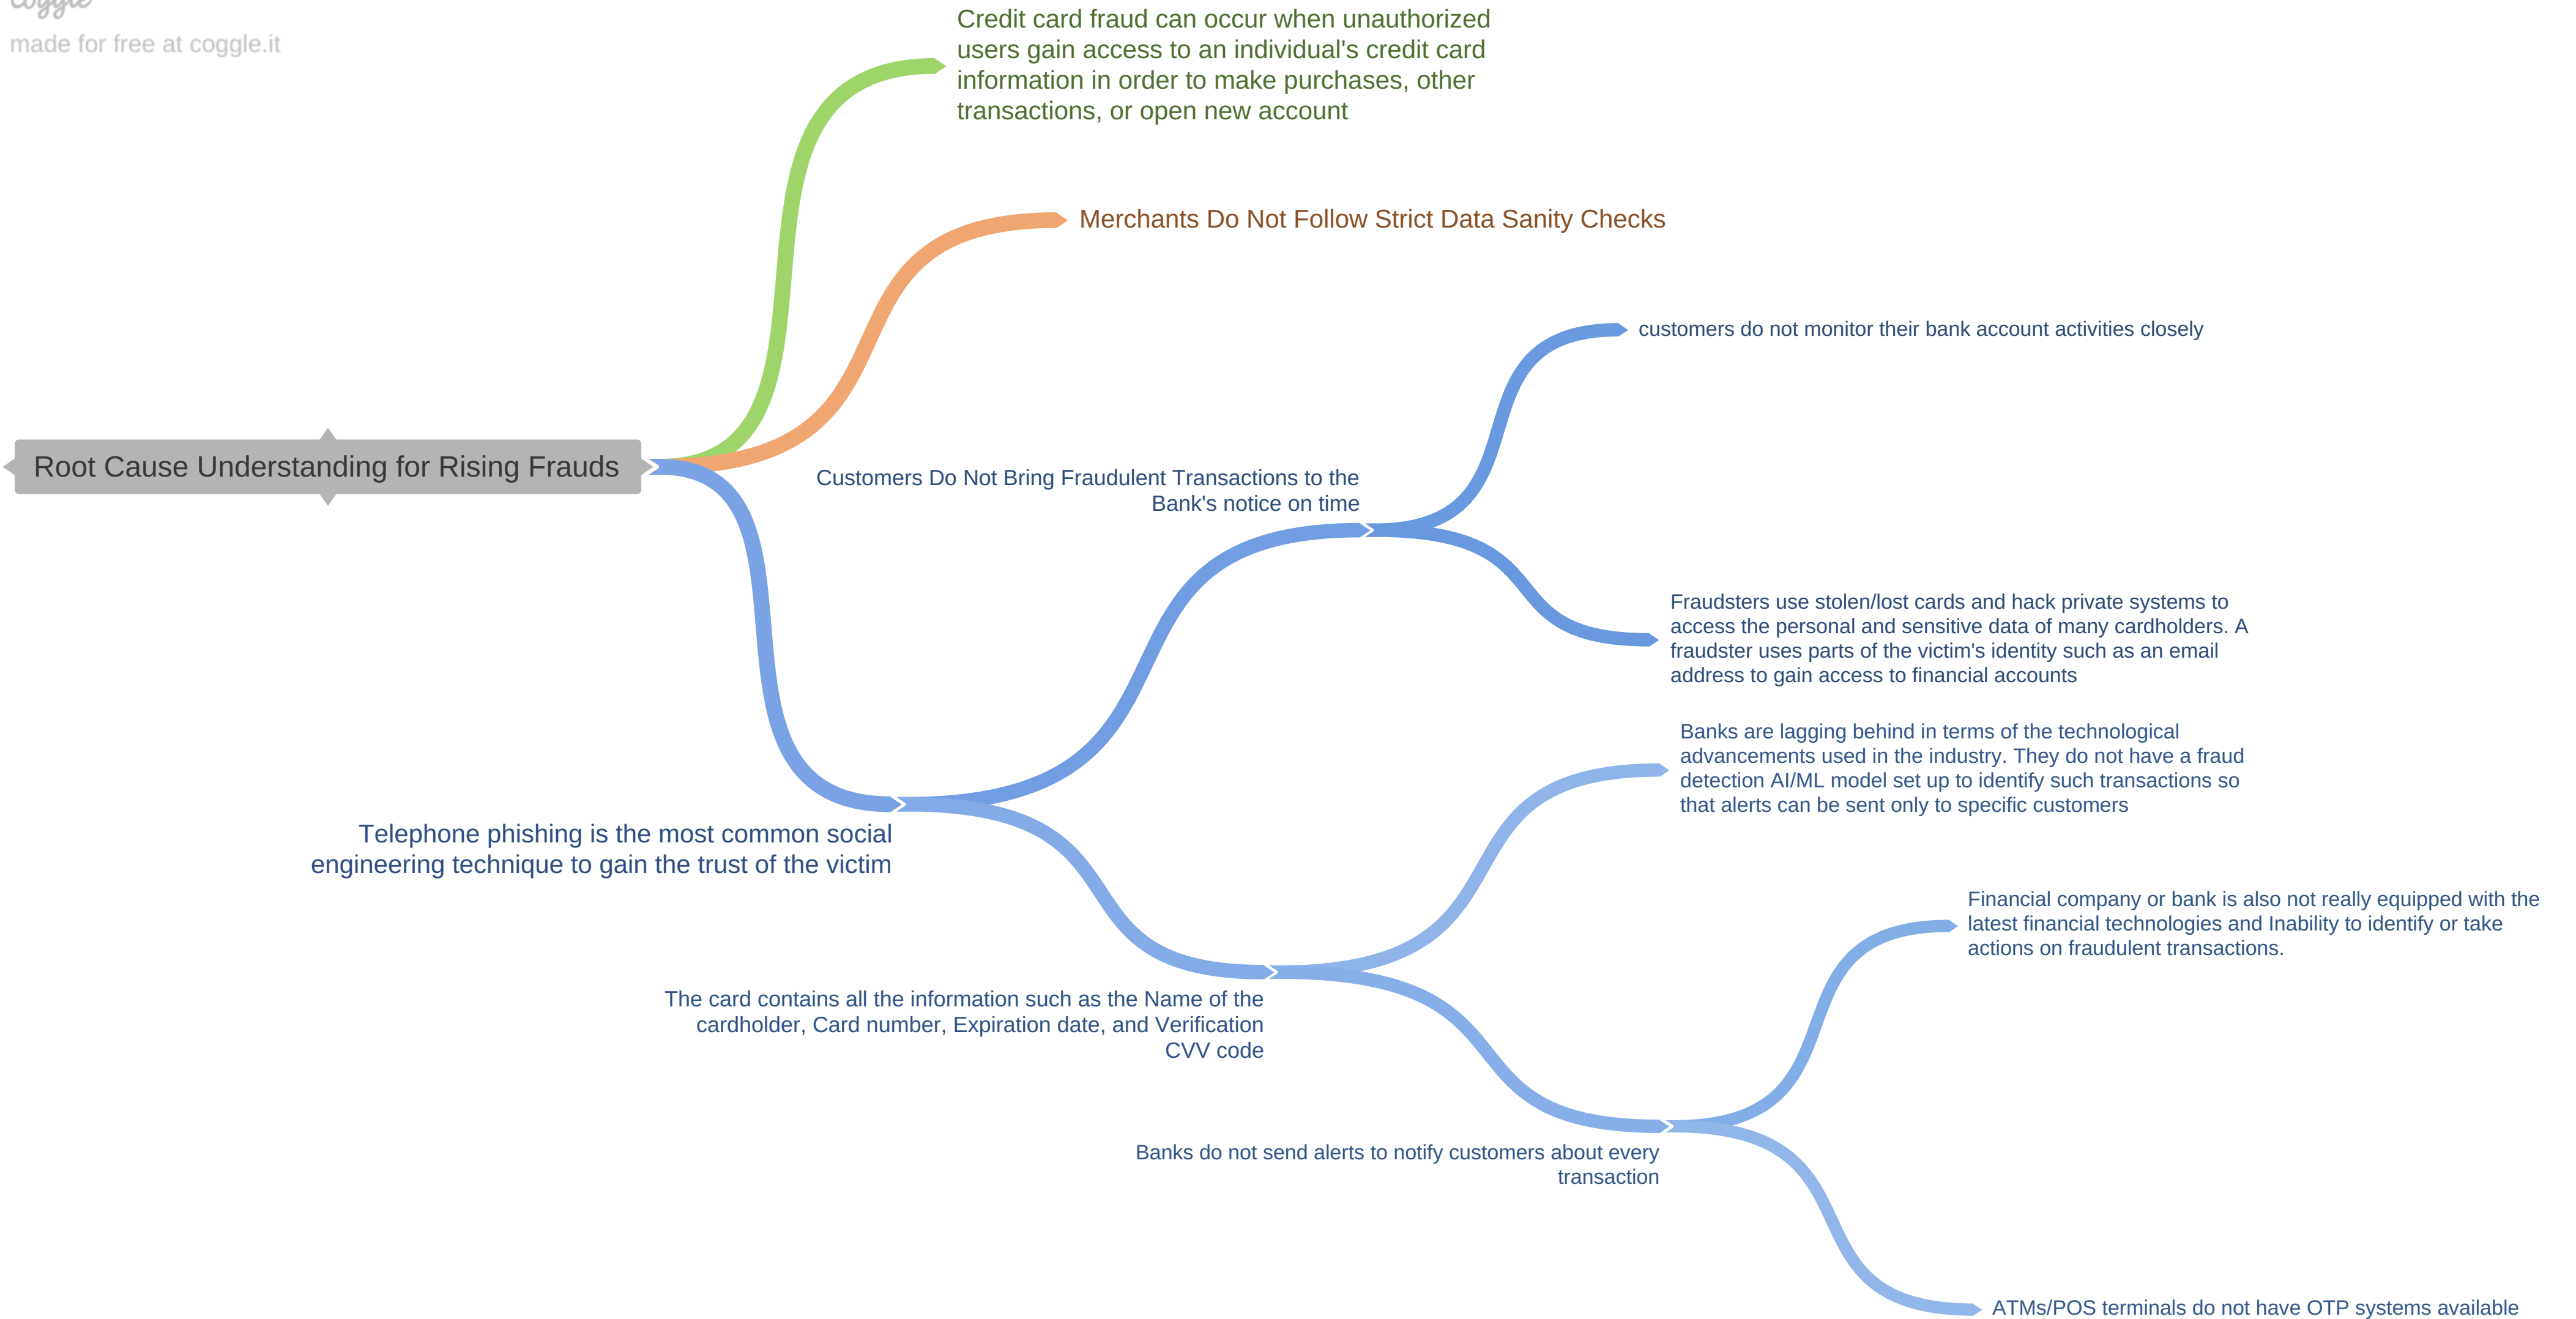 coggle
made for free at coggle.it
Credit card fraud can occur when unauthorized
users gain access to an individual's credit card
information in order to make purchases, other
transactions, or open new account
Merchants Do Not Follow Strict Data Sanity Checks
customers do not monitor their bank account activities closely
Root Cause Understanding for Rising Frauds
Customers Do Not Bring Fraudulent Transactions to the
Bank's notice on time
Fraudsters use stolen/lost cards and hack private systems to
access the personal and sensitive data of many cardholders. A
fraudster uses parts of the victim's identity such as an email
address to gain access to financial accounts
Banks are lagging behind in terms of the technological
advancements used in the industry. They do not have a fraud
detection AI/ML model set up to identify such transactions so
that alerts can be sent only to specific customers
Telephone phishing is the most common social
engineering technique to gain the trust of the victim
Financial company or bank is also not really equipped with the
latest financial technologies and Inability to identify or take
actions on fraudulent transactions.
The card contains all the information such as the Name of the
cardholder, Card number, Expiration date, and Verification
CVV code
Banks do not send alerts to notify customers about every
transaction
ATMs/POS terminals do not have OTP systems available